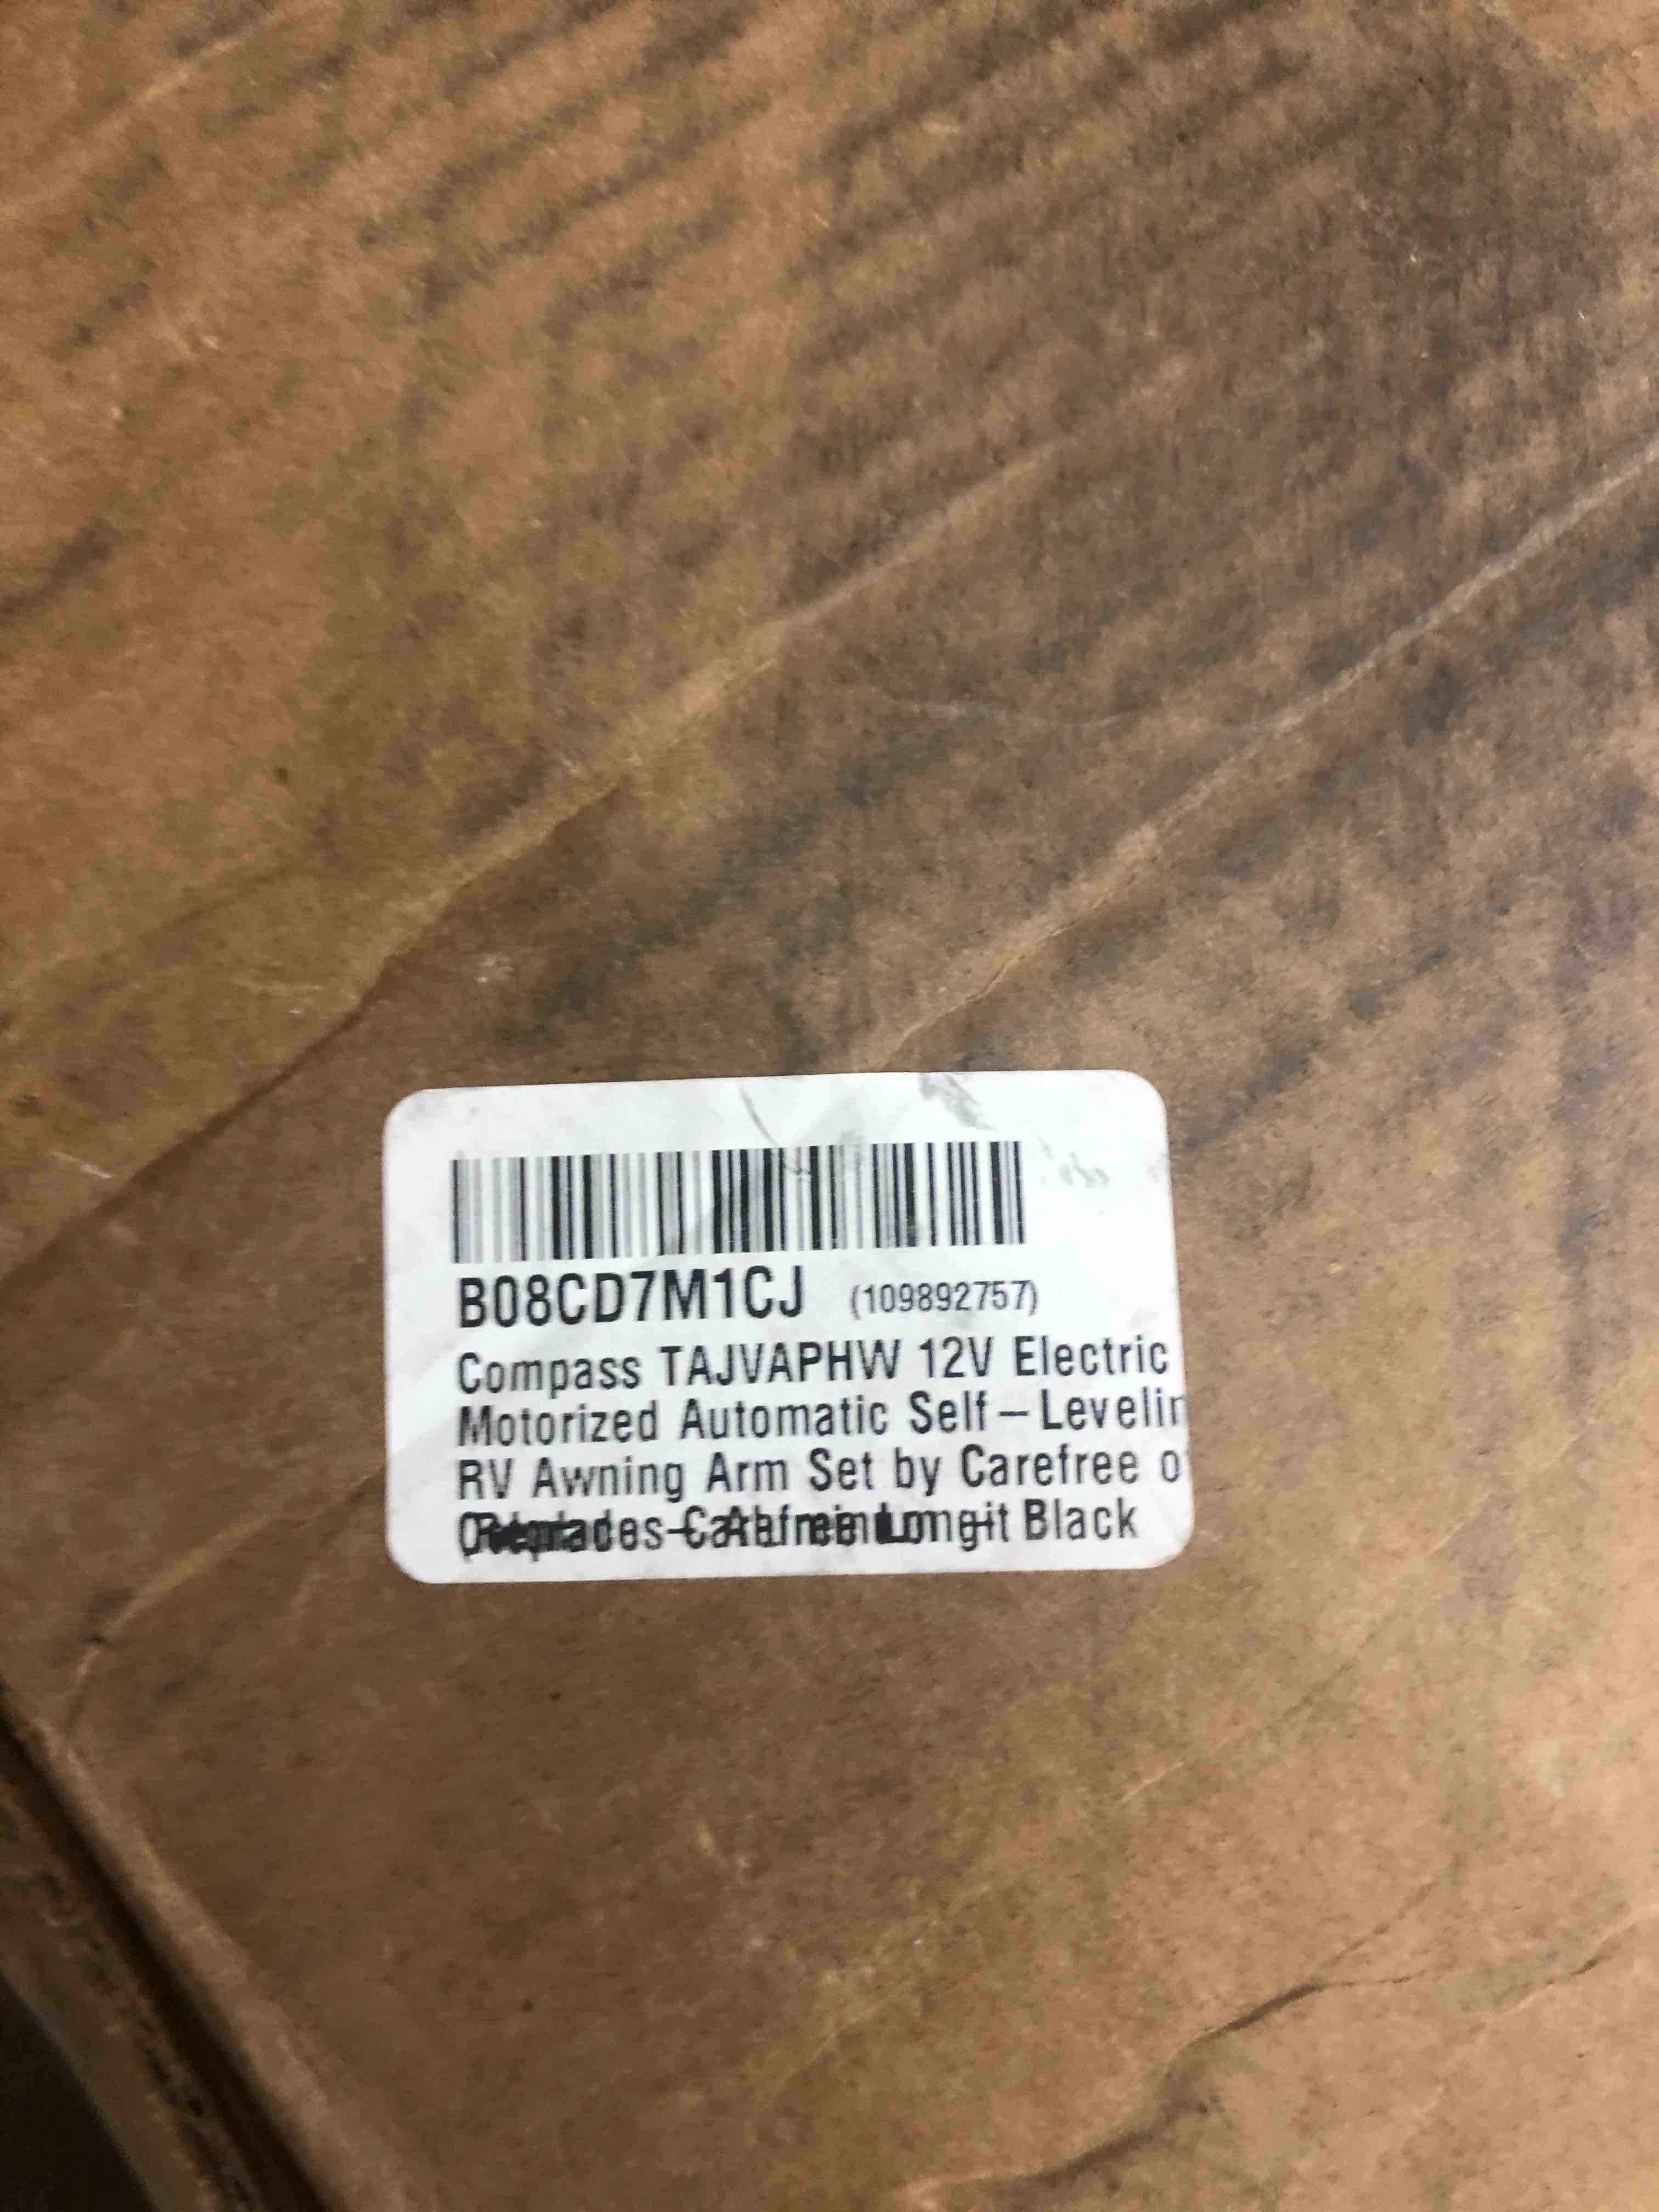 B08CD7M1CJ (109892757)
Compass TAJVAPHW 12V Electric
Motorized Automatic Self-Levelin
RV Awning Arm Set by Carefree o
Black